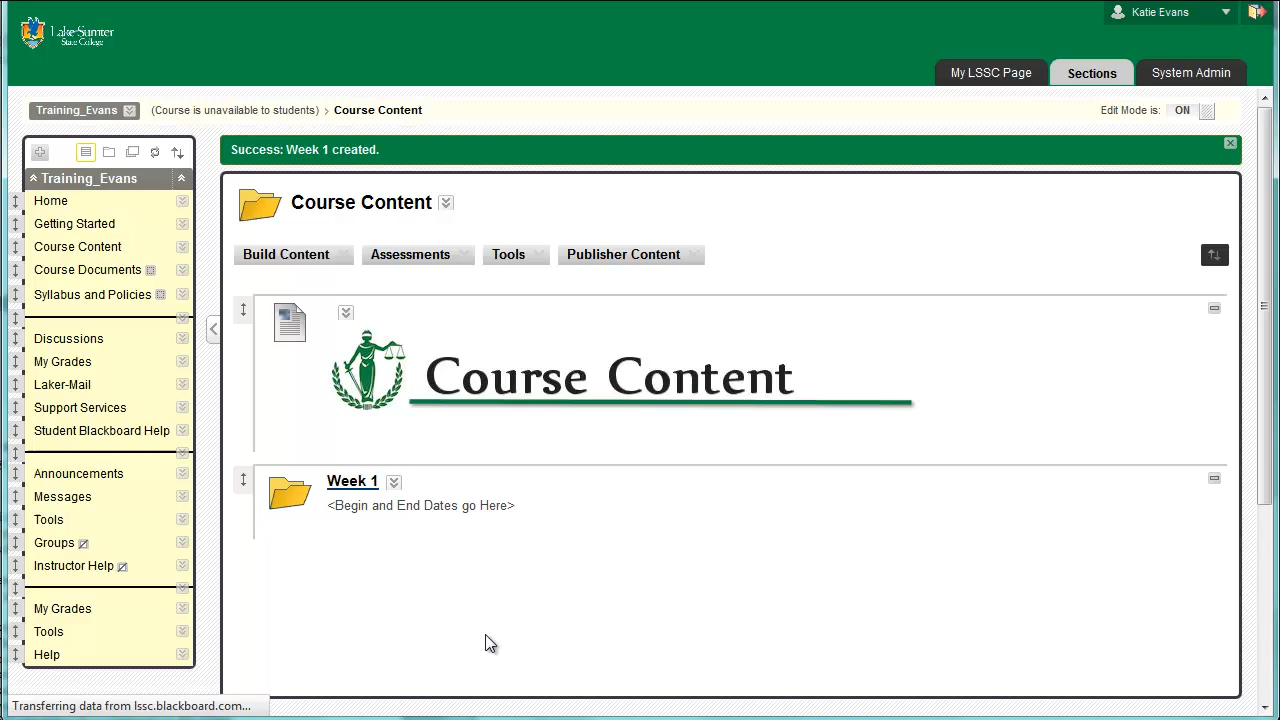 Katie Evans
Lake-Sumter
State College
My LSSC Page
Sections
System Admin
Training_Evans
(Course is unavailable to students) > Course Content
Edit Mode is: ON
Success: Week 1 created.
Training_Evans
Home
Getting Started
Course Content
Course Documents
Syllabus and Policies
Discussions
My Grades
Laker-Mail
Support Services
Student Blackboard Help
Announcements
Messages
Tools
Groups
Instructor Help
My Grades
Tools
Help
Course Content
Build Content
Assessments
Tools
Publisher Content
Course Content
Week 1
<Begin and End Dates go Here>
Transferring data from lssc.blackboard.com...